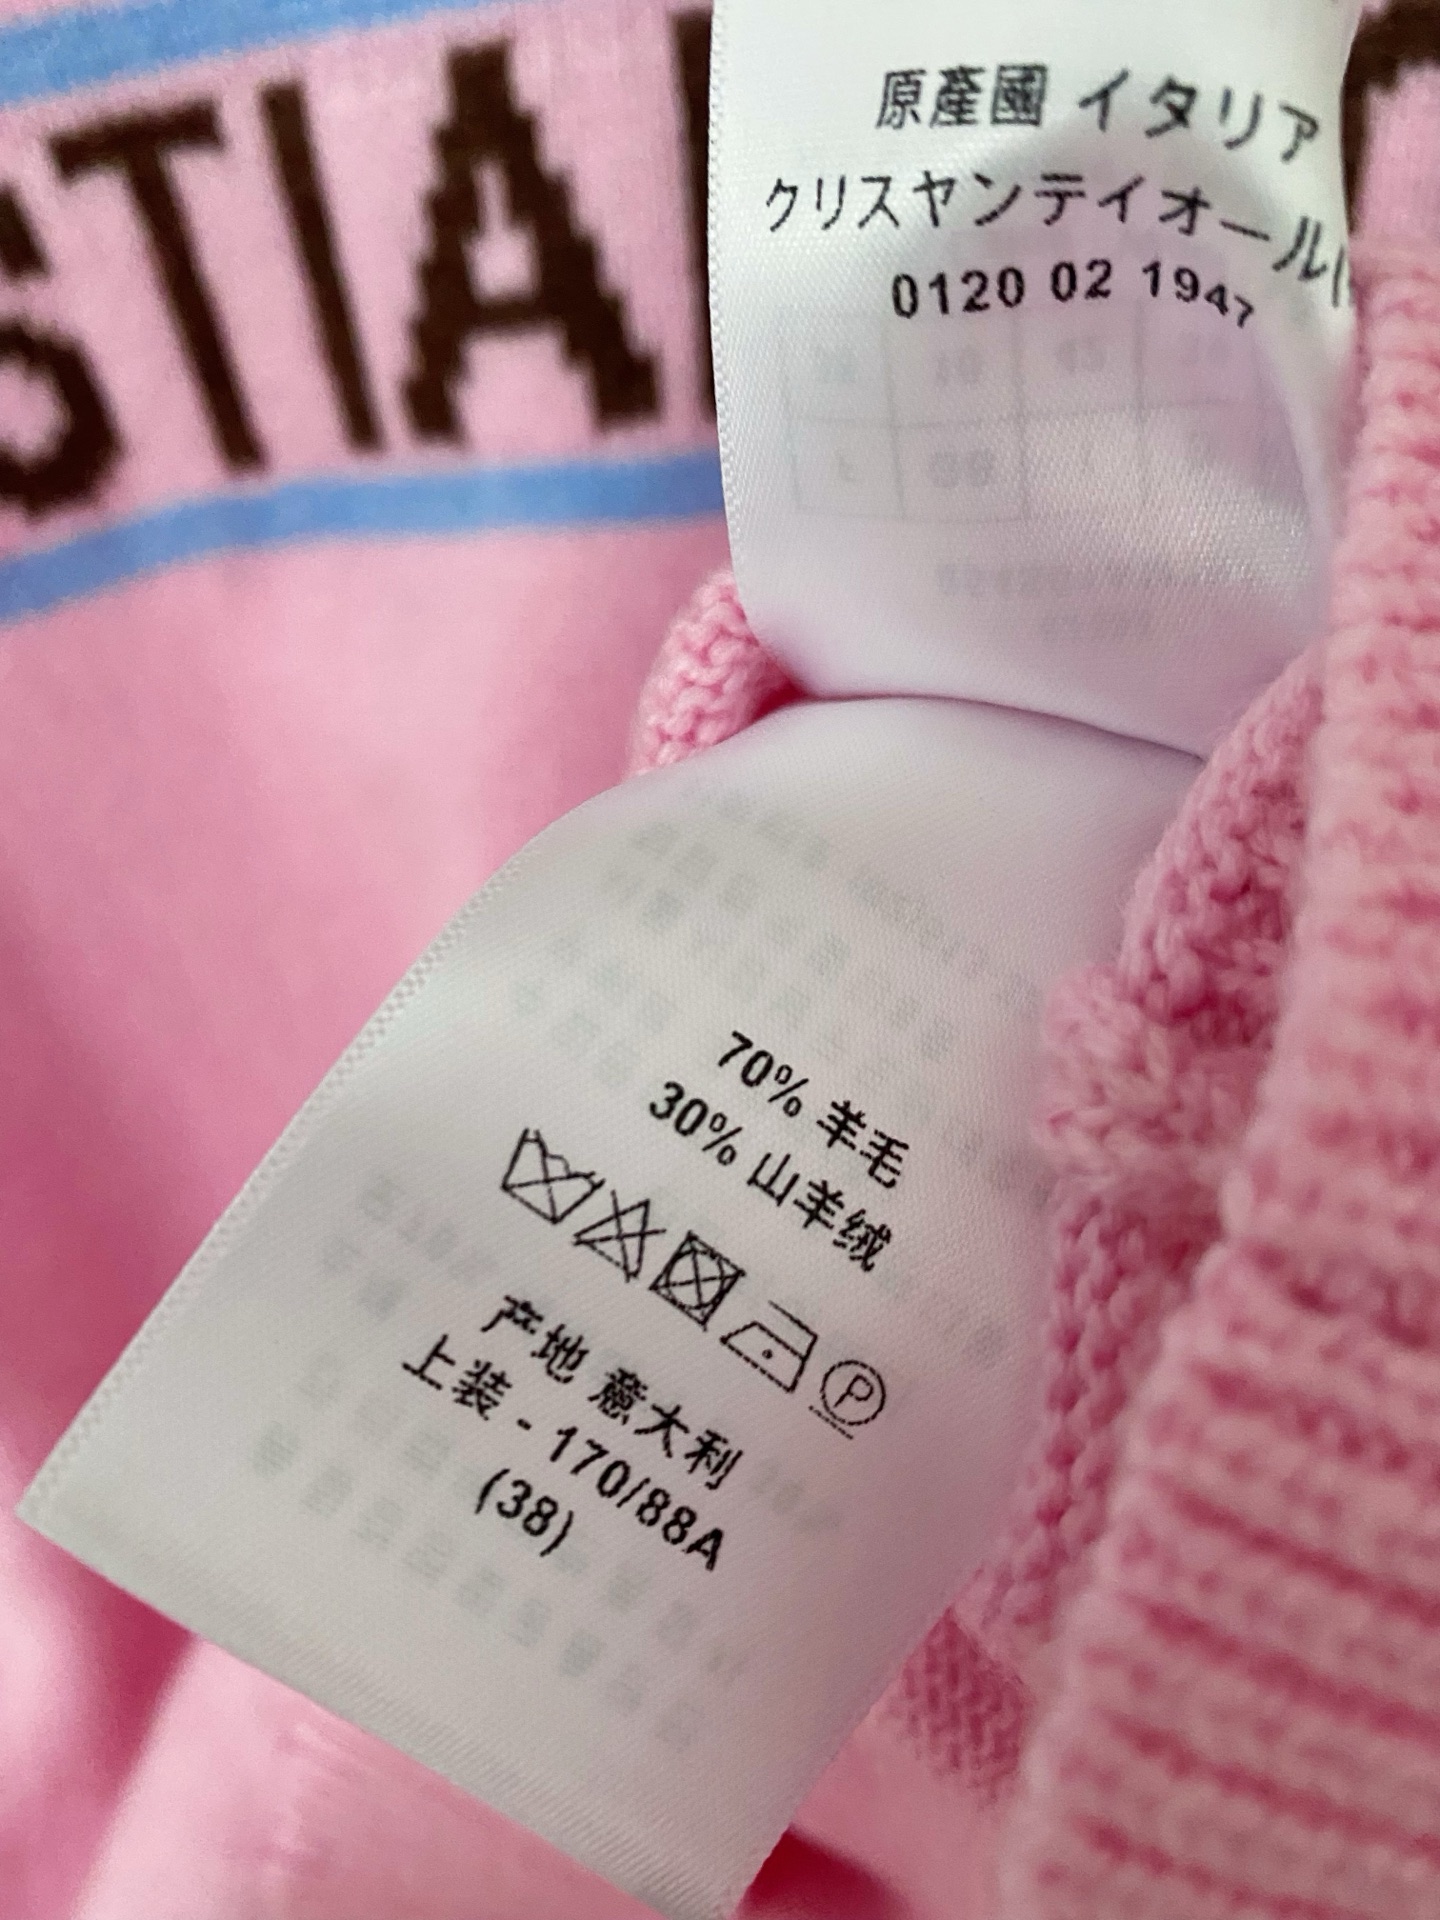 STIA
原産國 イタリア
クリスヤンテイオール
0120 02 1947
70% 羊毛
30% 山羊绒
P
产地 意大利
上装 - 170/88A
(38)